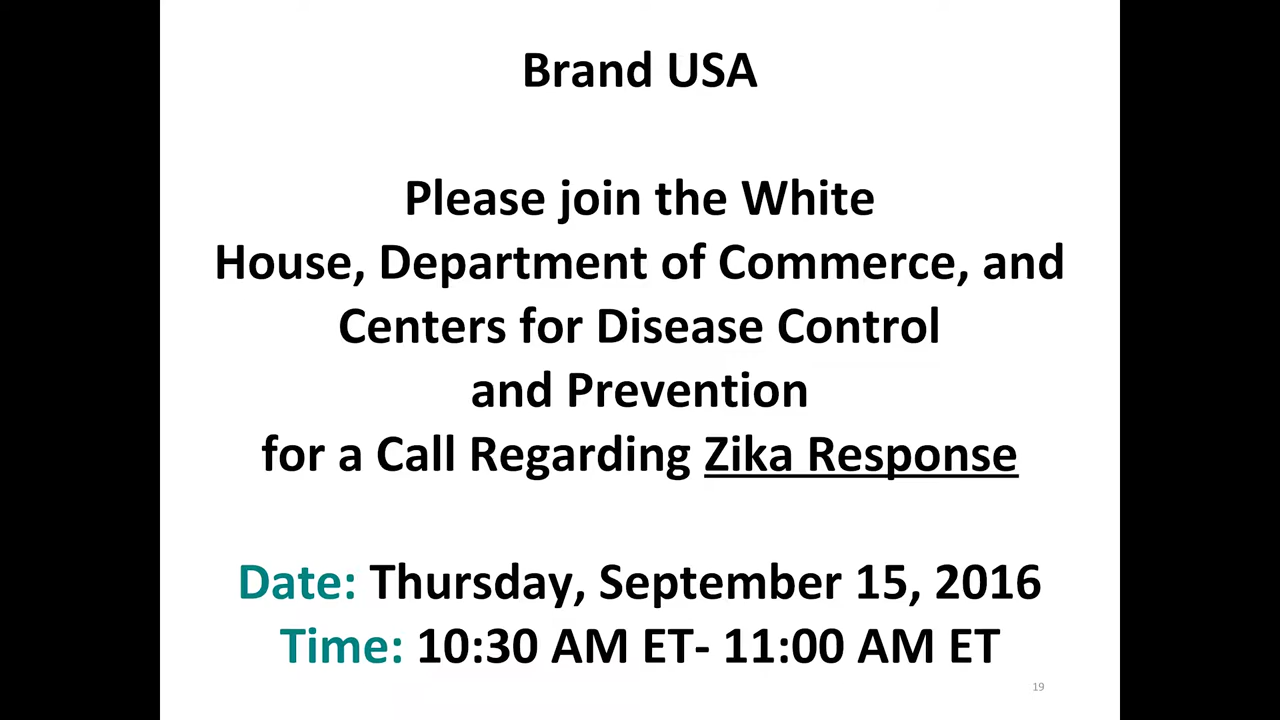 Brand USA
Please join the White
House, Department of Commerce, and
Centers for Disease Control
and Prevention
for a Call Regarding Zika Response
Date: Thursday, September 15, 2016
Time: 10:30 AM ET- 11:00 AM ET
19